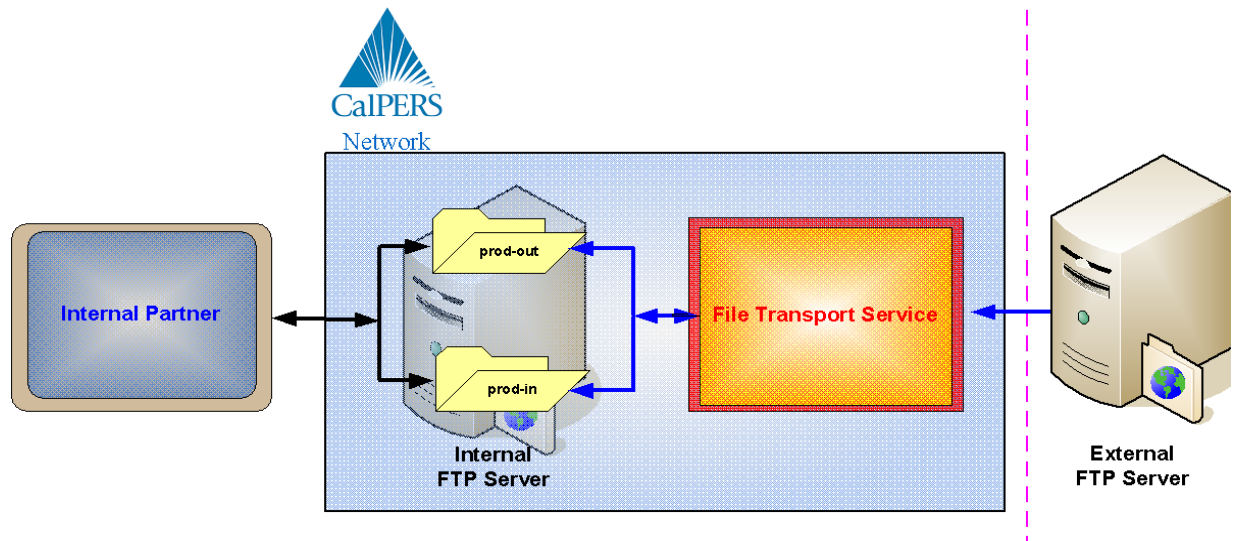 CalPERS
Network
Internal Partner
prod-out
prod-in
File Transport Service
Internal
FTP Server
External
FTP Server